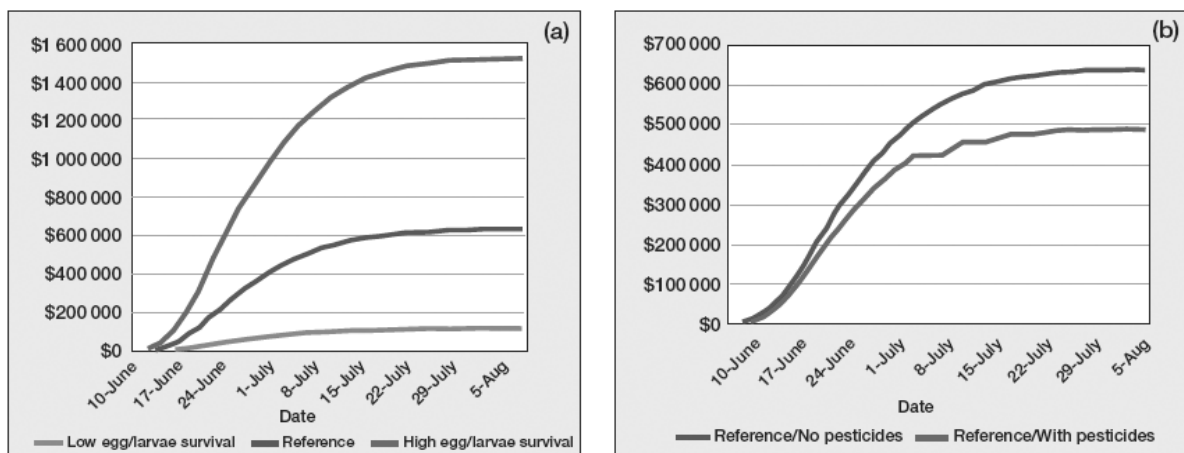 (a)
$1 600 000
$1 400 000
$1 200 000
$1 000 000
$800 000
$600 000
$400 000
$200 000
$0
10-June
17-June
24-June
1-July
8-July
15-July
22-July
29-July
5-Aug
Date
Low egg/larvae survival
Reference
High egg/larvae survival
(b)
$700 000
$600 000
$500 000
$400 000
$300 000
$200 000
$100 000
$0
10-June
17-June
24-June
1-July
8-July
15-July
22-July
29-July
5-Aug
Date
Reference/No pesticides
Reference/With pesticides